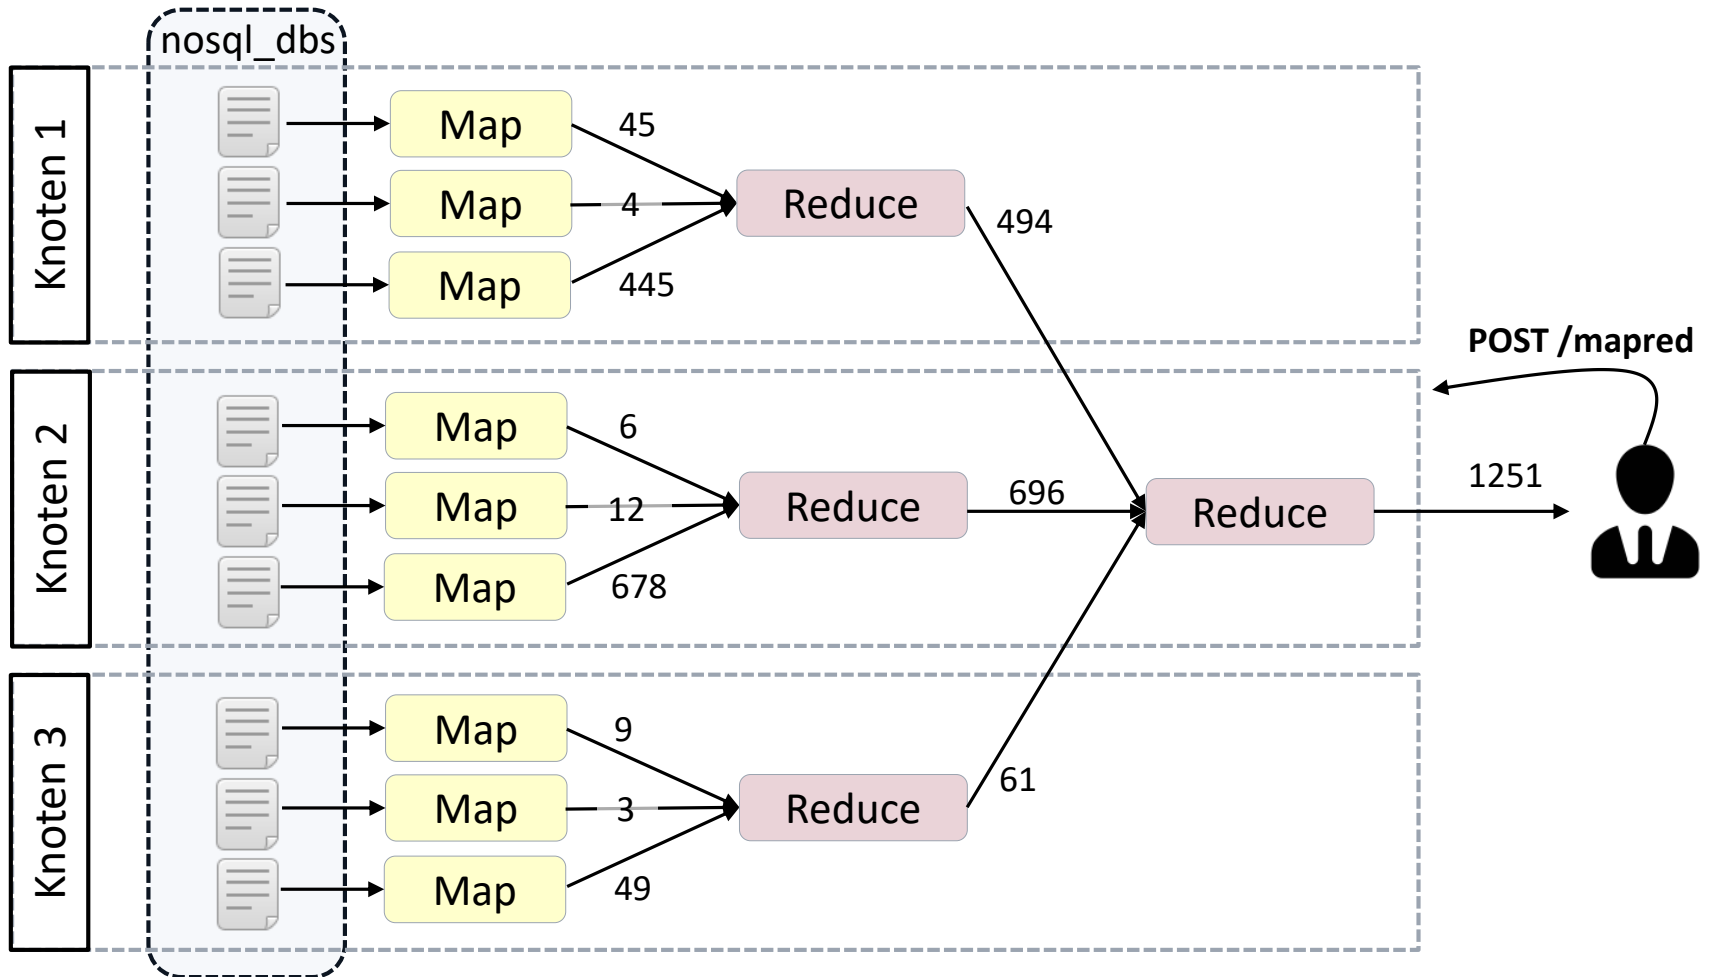 nosql_dbs
Knoten 1
Map
45
Map
4
Map
445
Reduce
494
POST /mapred
Knoten 2
Map
6
Map
12
Map
678
Reduce
696
Reduce
1251
Knoten 3
Map
9
Map
3
Map
49
Reduce
61